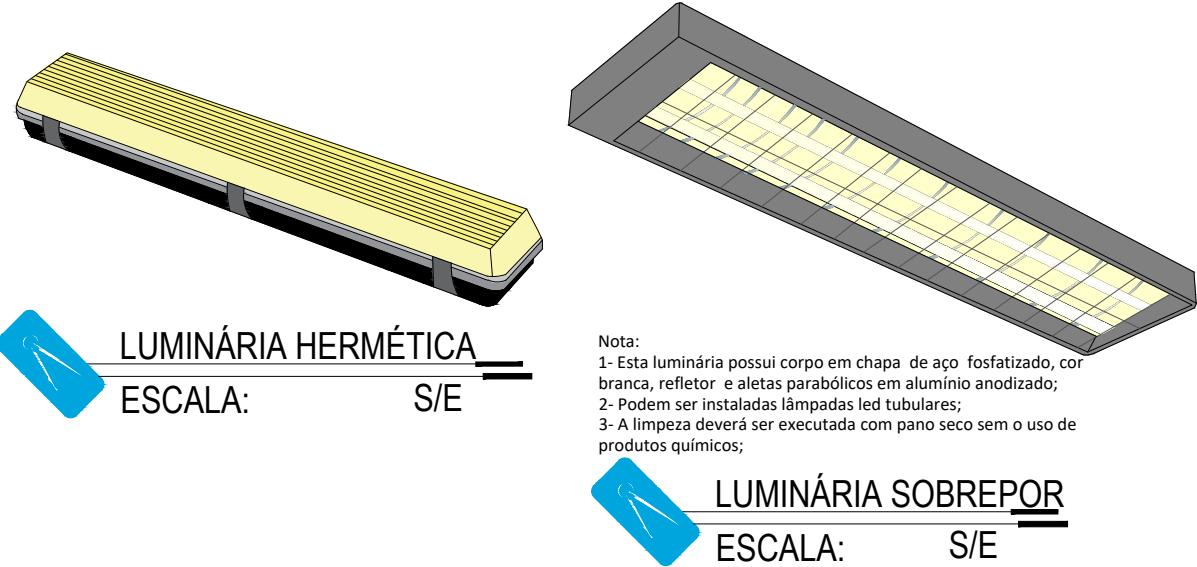 LUMINÁRIA HERMÉTICA
ESCALA: S/E
Nota:
1- Esta luminária possui corpo em chapa de aço fosfatizado, cor
branca, refletor e aletas parabólicos em alumínio anodizado;
2- Podem ser instaladas lâmpadas led tubulares;
3- A limpeza deverá ser executada com pano seco sem o uso de
produtos químicos;
LUMINÁRIA SOBREPOR
ESCALA: S/E